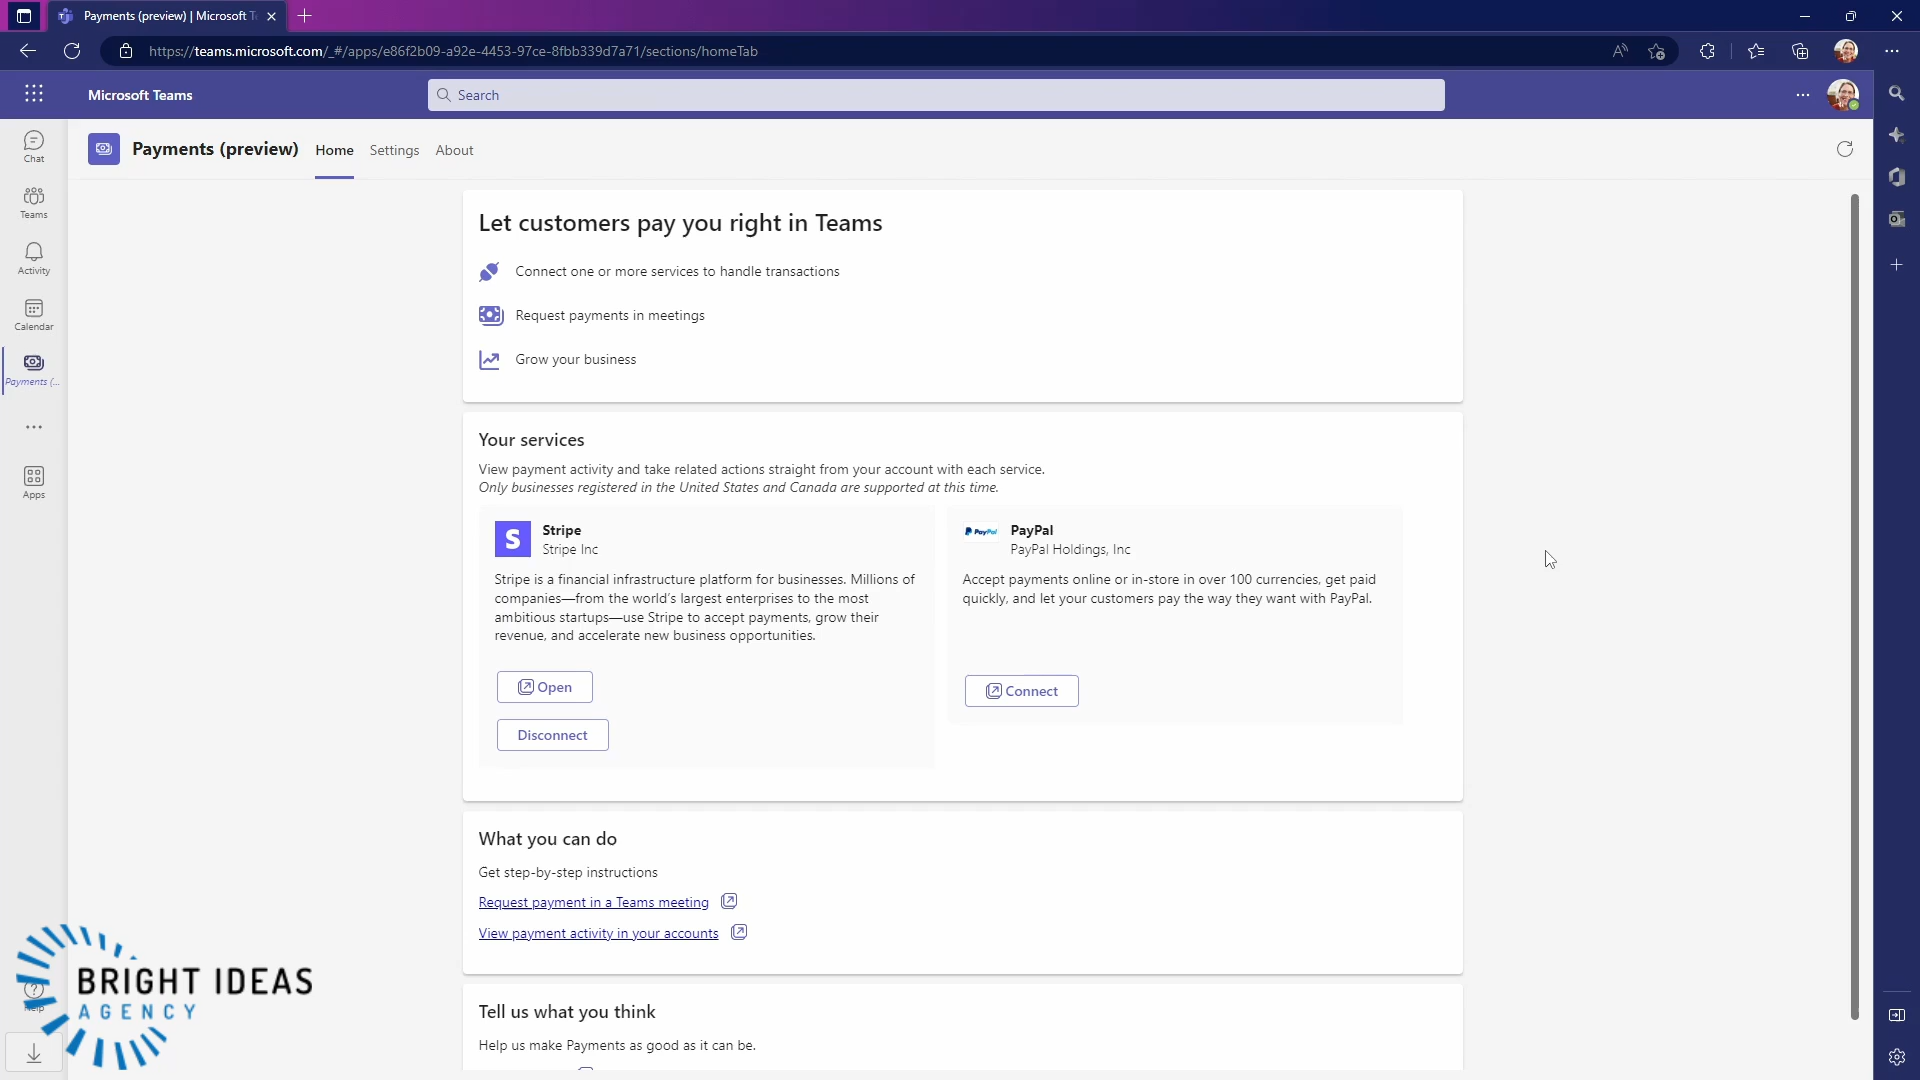 Payments (preview) | Microsoft Te
https://teams.microsoft.com/_#/apps/e86f2b09-a92e-4453-97ce-8fbb339d7a71/sections/homeTab
Microsoft Teams
Search
Chat
Teams
Activity
Calendar
Payments (...
Apps
Help
Payments (preview)
Home
Settings
About
Let customers pay you right in Teams
Connect one or more services to handle transactions
Request payments in meetings
Grow your business
Your services
View payment activity and take related actions straight from your account with each service.
Only businesses registered in the United States and Canada are supported at this time.
S
Stripe
Stripe Inc
Stripe is a financial infrastructure platform for businesses. Millions of
companies—from the world's largest enterprises to the most
ambitious startups—use Stripe to accept payments, grow their
revenue, and accelerate new business opportunities.
Open
Disconnect
PayPal
PayPal
PayPal Holdings, Inc
Accept payments online or in-store in over 100 currencies, get paid
quickly, and let your customers pay the way they want with PayPal.
Connect
What you can do
Get step-by-step instructions
Request payment in a Teams meeting
View payment activity in your accounts
Tell us what you think
Help us make Payments as good as it can be.
BRIGHT IDEAS
AGENCY